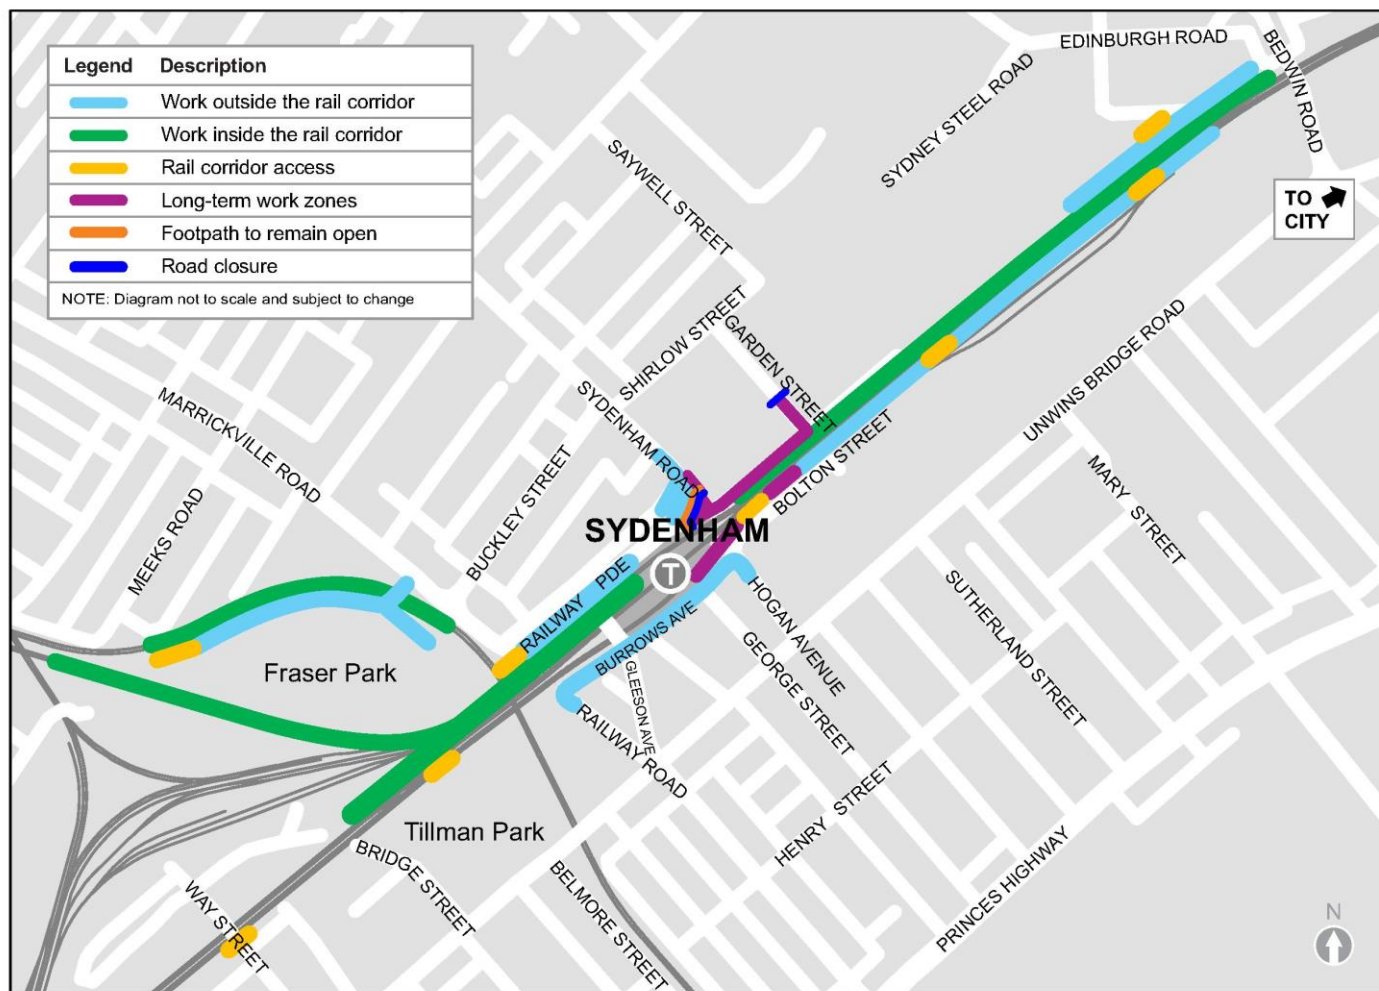 Legend Description
Work outside the rail corridor
Work inside the rail corridor
Rail corridor access
Long-term work zones
Footpath to remain open
Road closure
NOTE: Diagram not to scale and subject to change
EDINBURGH ROAD
BEDWIN ROAD
SYDNEY STEEL ROAD
SAYWELL STREET
TO
CITY
SHIRLOW STREET
GARDEN STREET
UNWINS BRIDGE ROAD
SYDENHAM ROAD
MARRICKVILLE ROAD
BOLTON STREET
BUCKLEY STREET
MARY STREET
MEEKS ROAD
SYDENHAM
T
RAILWAY PDE
HOGAN AVENUE
SUTHERLAND STREET
BURROWS AVE
GEORGE STREET
GLEESON AVE
Fraser Park
RAILWAY ROAD
HENRY STREET
Tillman Park
BRIDGE STREET
BELMORE STREET
PRINCES HIGHWAY
WAY STREET
N